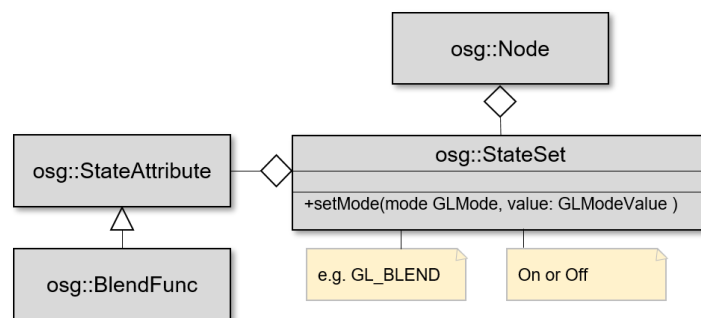 osg::Node
osg::StateAttribute
osg::StateSet
+setMode(mode GLMode, value: GLModeValue )
osg::BlendFunc
e.g. GL_BLEND
On or Off